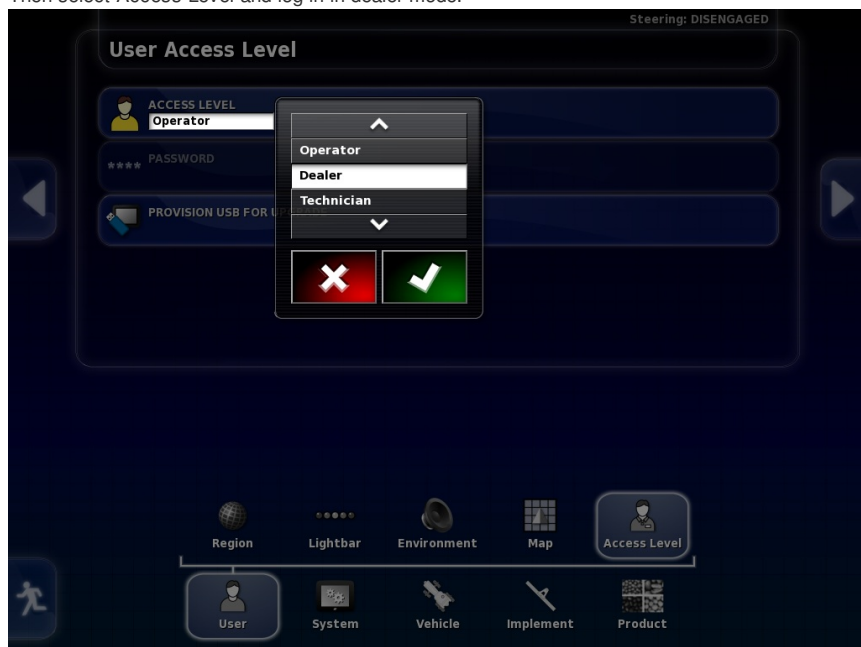 Then select Access Level and log in in dealer mode.
Steering: DISENGAGED
User Access Level
ACCESS LEVEL
Operator
**** PASSWORD
PROVISION USB FOR UPGRADE
Operator
Dealer
Technician
Region Lightbar Environment Map Access Level
User System Vehicle Implement Product